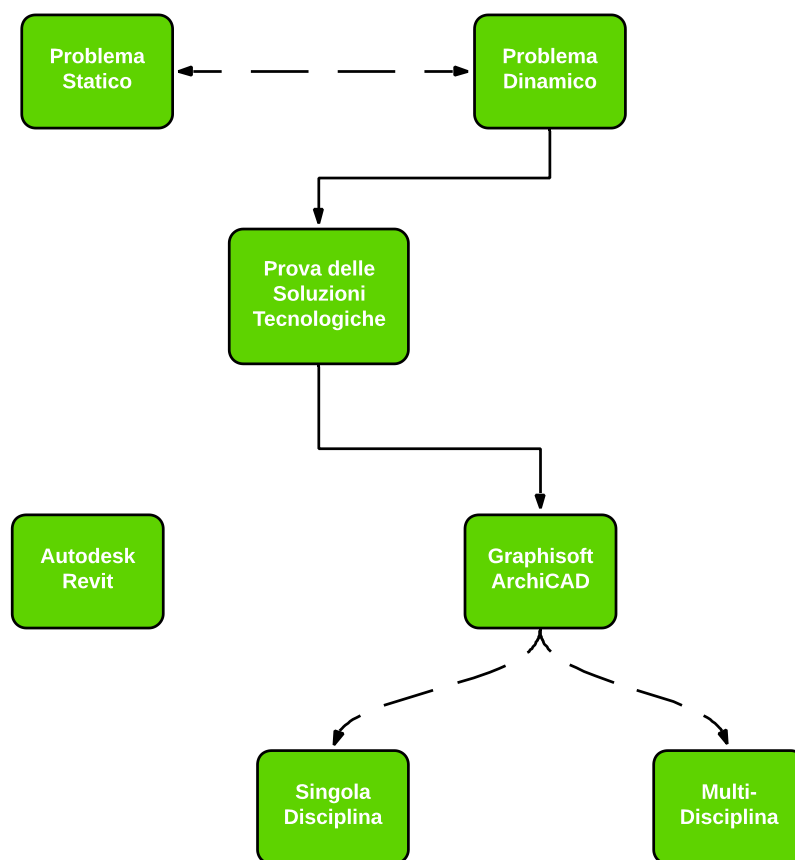 Problema
Statico
Problema
Dinamico
Prova delle
Soluzioni
Tecnologiche
Autodesk
Revit
Graphisoft
ArchiCAD
Singola
Disciplina
Multi-
Disciplina